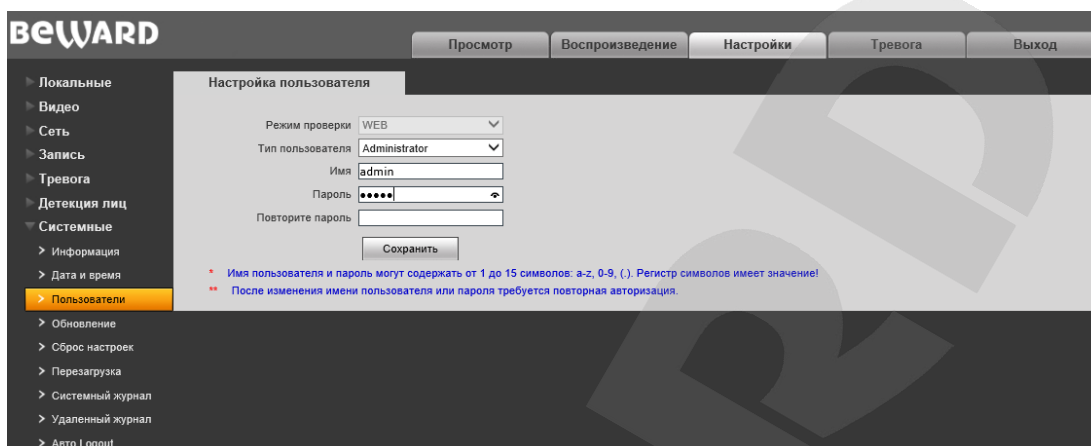 BEWARD
Просмотр
Воспроизведение
Настройки
Тревога
Выход
Локальные
Видео
Сеть
Запись
Тревога
Детекция лиц
Системные
Информация
Дата и время
Пользователи
Обновление
Сброс настроек
Перезагрузка
Системный журнал
Удаленный журнал
Авто Logout
Настройка пользователя
Режим проверки WEB
Тип пользователя Administrator
Имя admin
Пароль •••••
Повторите пароль
Сохранить
* Имя пользователя и пароль могут содержать от 1 до 15 символов: a-z, 0-9, (.). Регистр символов имеет значение!
** После изменения имени пользователя или пароля требуется повторная авторизация.